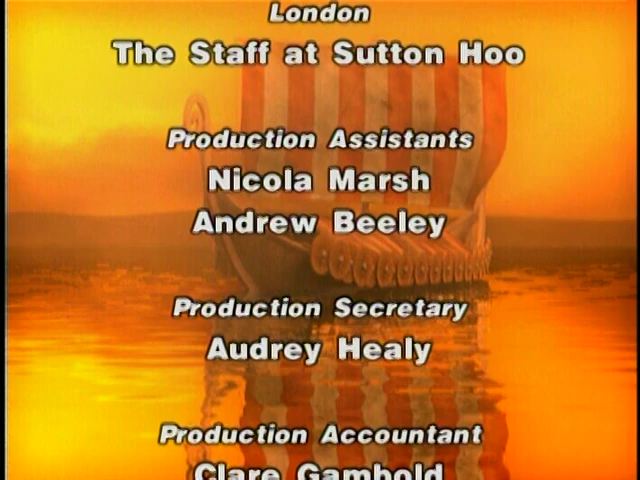 London
The Staff at Sutton Hoo
Production Assistants
Nicola Marsh
Andrew Beeley
Production Secretary
Audrey Healy
Production Accountant
Clare Gambold